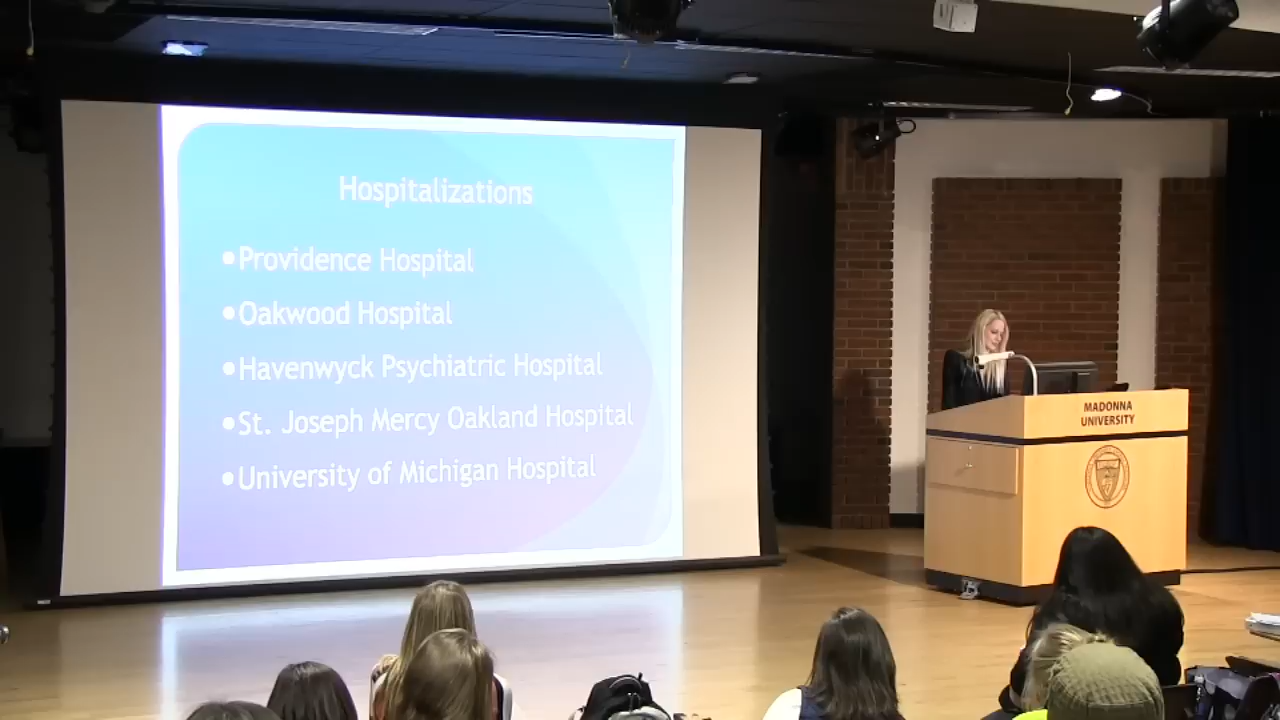 Hospitalizations
•Providence Hospital
•Oakwood Hospital
•Havenwyck Psychiatric Hospital
•St. Joseph Mercy Oakland Hospital
•University of Michigan Hospital
MADONNA
UNIVERSITY